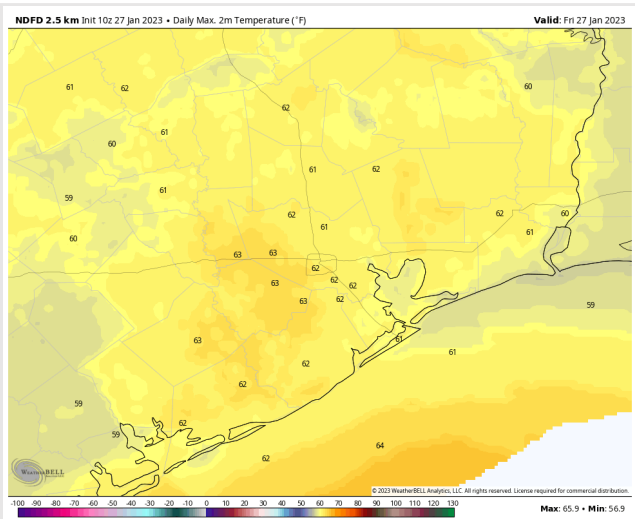 NDFD 2.5 km Init 10z 27 Jan 2023 • Daily Max. 2m Temperature (°F) Valid: Fri 27 Jan 2023
61 62 60
62
61
60
61 62
61
59
62 62 60
61 61
60
63 63
62
63 62 62
63 62
59
63 61
61
62
62
59
62
59
64
62
WEATHERBELL
© 2023 WeatherBELL Analytics, LLC. All rights reserved. License required for commercial distribution.
-100 -90 -80 -70 -60 -50 -40 -30 -20 -10 0 10 20 30 40 50 60 70 80 90 100 110 120 130
Max: 65.9 • Min: 56.9